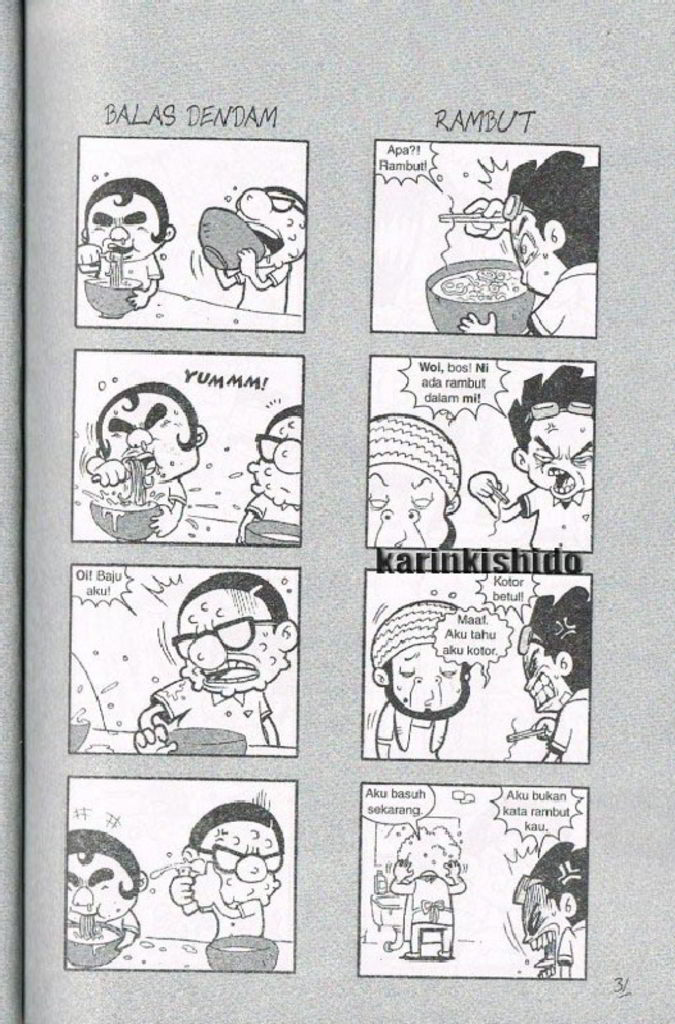 BALAS DENDAM
YUMMM!
Oi! Baju
aku!
RAMBUT
Apa?!!
Rambut!
Woi, bos! Ni
ada rambut
dalam mi!
Kotor
betul!
Maaf.
Aku tahu
aku kotor.
Aku basuh
sekarang.
Aku bukan
kata rambut
kau.
karinkishido
31